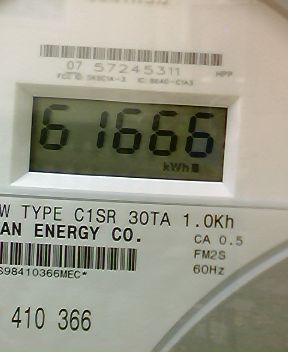 07 57245311 HPP
61666
kWh
W TYPE C1SR 30TA 1.0Kh
AN ENERGY CO.
CA 0.5
FM2S
S98410366MEC*
60Hz
410 366